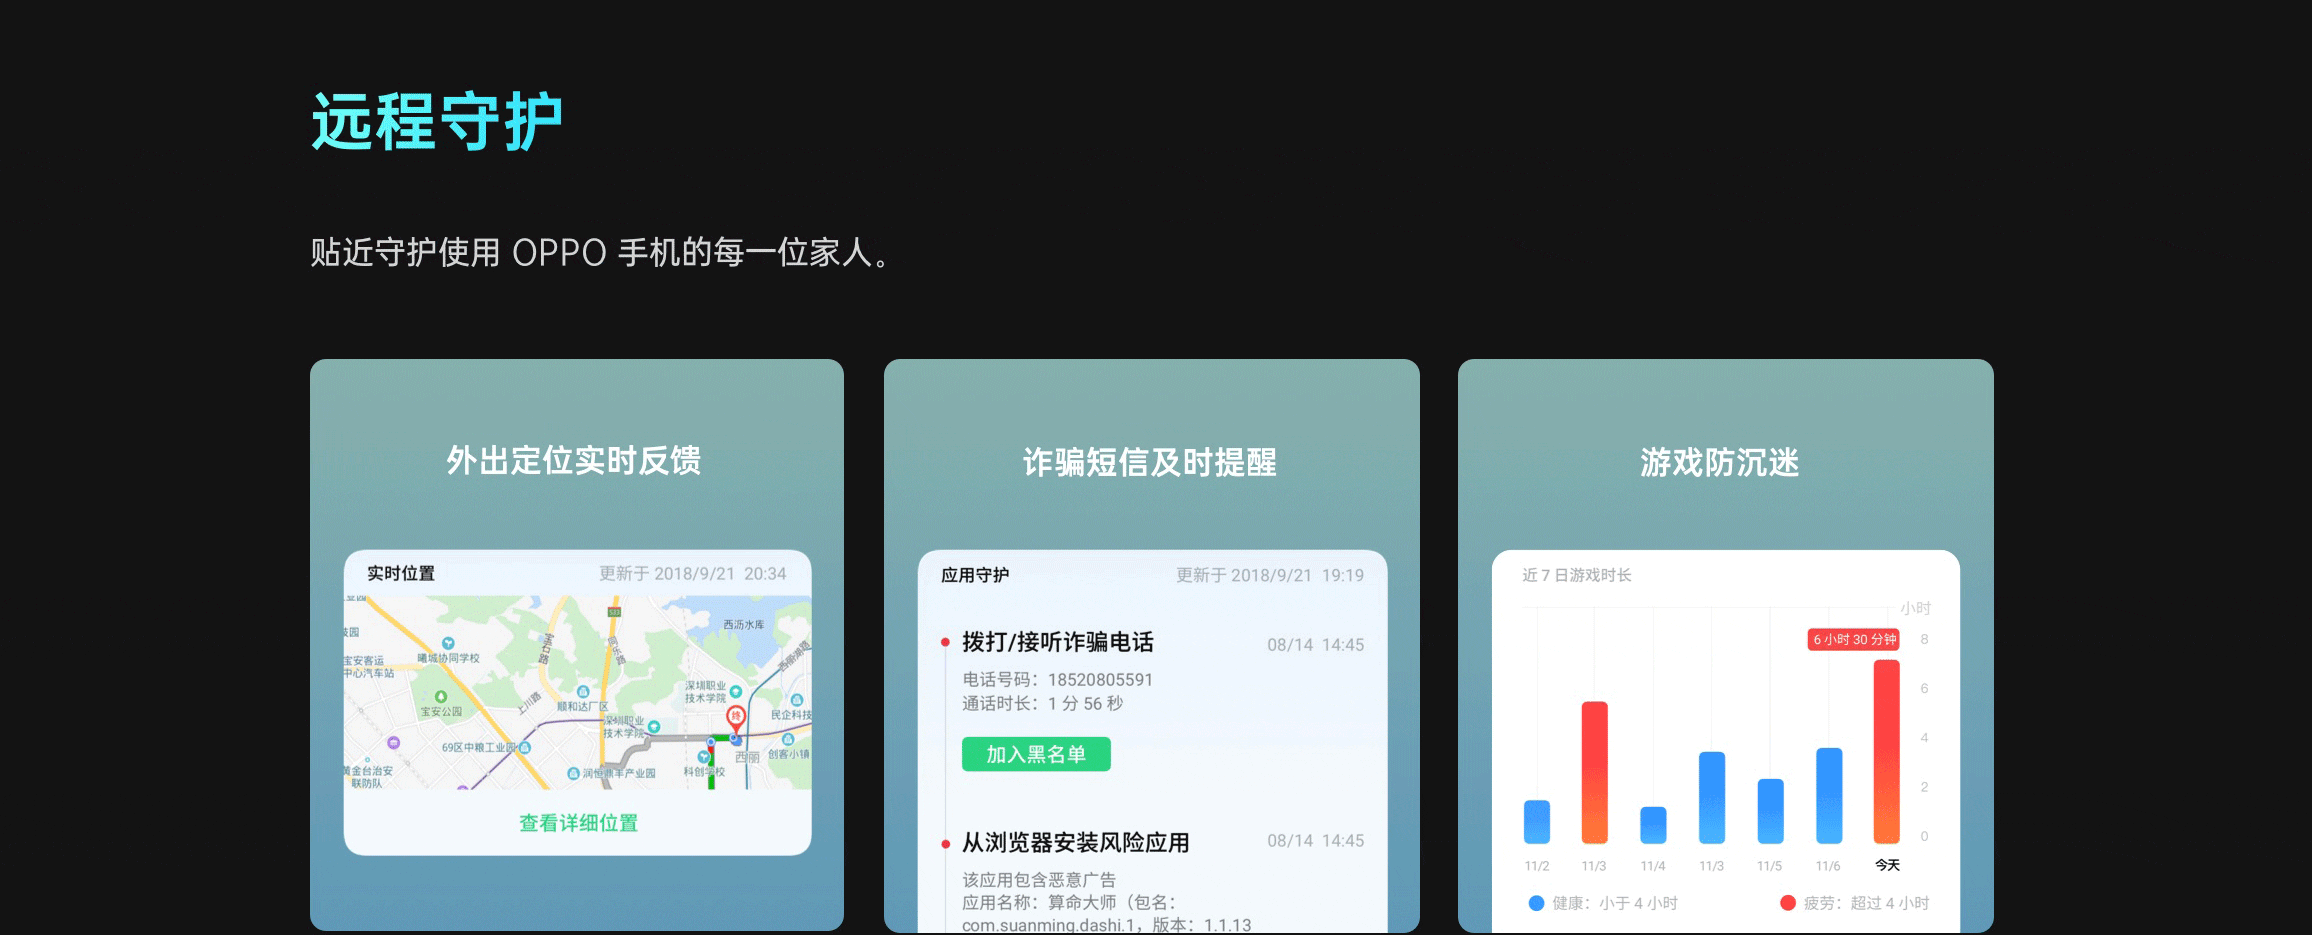 远程守护
贴近守护使用 OPPO 手机的每一位家人。
外出定位实时反馈
实时位置
更新于 2018/9/21 20:34
S33
西沥水库
曦城协同学校
宝安客运
中心汽车站
宝安公园
上川路
顺和达厂区
深圳职业
技术学院
深圳职业
技术学院
终
民企科技
69区中粮工业园
西丽
创客小镇
黄金台治安
联防队
润恒鼎丰产业园
科创学校
查看详细位置
诈骗短信及时提醒
应用守护
更新于 2018/9/21 19:19
拨打/接听诈骗电话
08/14 14:45
电话号码：18520805591
通话时长：1 分 56 秒
加入黑名单
从浏览器安装风险应用
08/14 14:45
该应用包含恶意广告
应用名称：算命大师（包名：
com.suanming.dashi.1，版本：1.1.13
游戏防沉迷
近 7 日游戏时长
小时
6 小时 30 分钟
8
6
4
2
0
11/2 11/3 11/4 11/3 11/5 11/6 今天
健康：小于 4 小时
疲劳：超过 4 小时